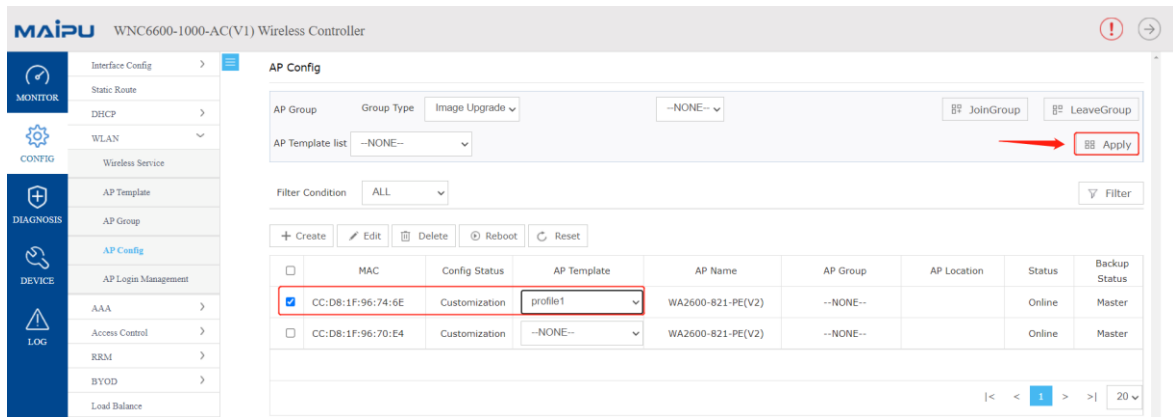 MAIPU WNC6600-1000-AC(V1) Wireless Controller
MONITOR
CONFIG
DIAGNOSIS
DEVICE
LOG
Interface Config
Static Route
DHCP
WLAN
Wireless Service
AP Template
AP Group
AP Config
AP Login Management
AAA
Access Control
RRM
BYOD
Load Balance
AP Config
AP Group Group Type Image Upgrade --NONE-- JoinGroup LeaveGroup
AP Template list --NONE-- Apply
Filter Condition ALL Filter
Create Edit Delete Reboot Reset
MAC Config Status AP Template AP Name AP Group AP Location Status Backup Status
CC:D8:1F:96:74:6E Customization profile1 WA2600-821-PE(V2) --NONE-- Online Master
CC:D8:1F:96:70:E4 Customization --NONE-- WA2600-821-PE(V2) --NONE-- Online Master
|< < 1 > >| 20